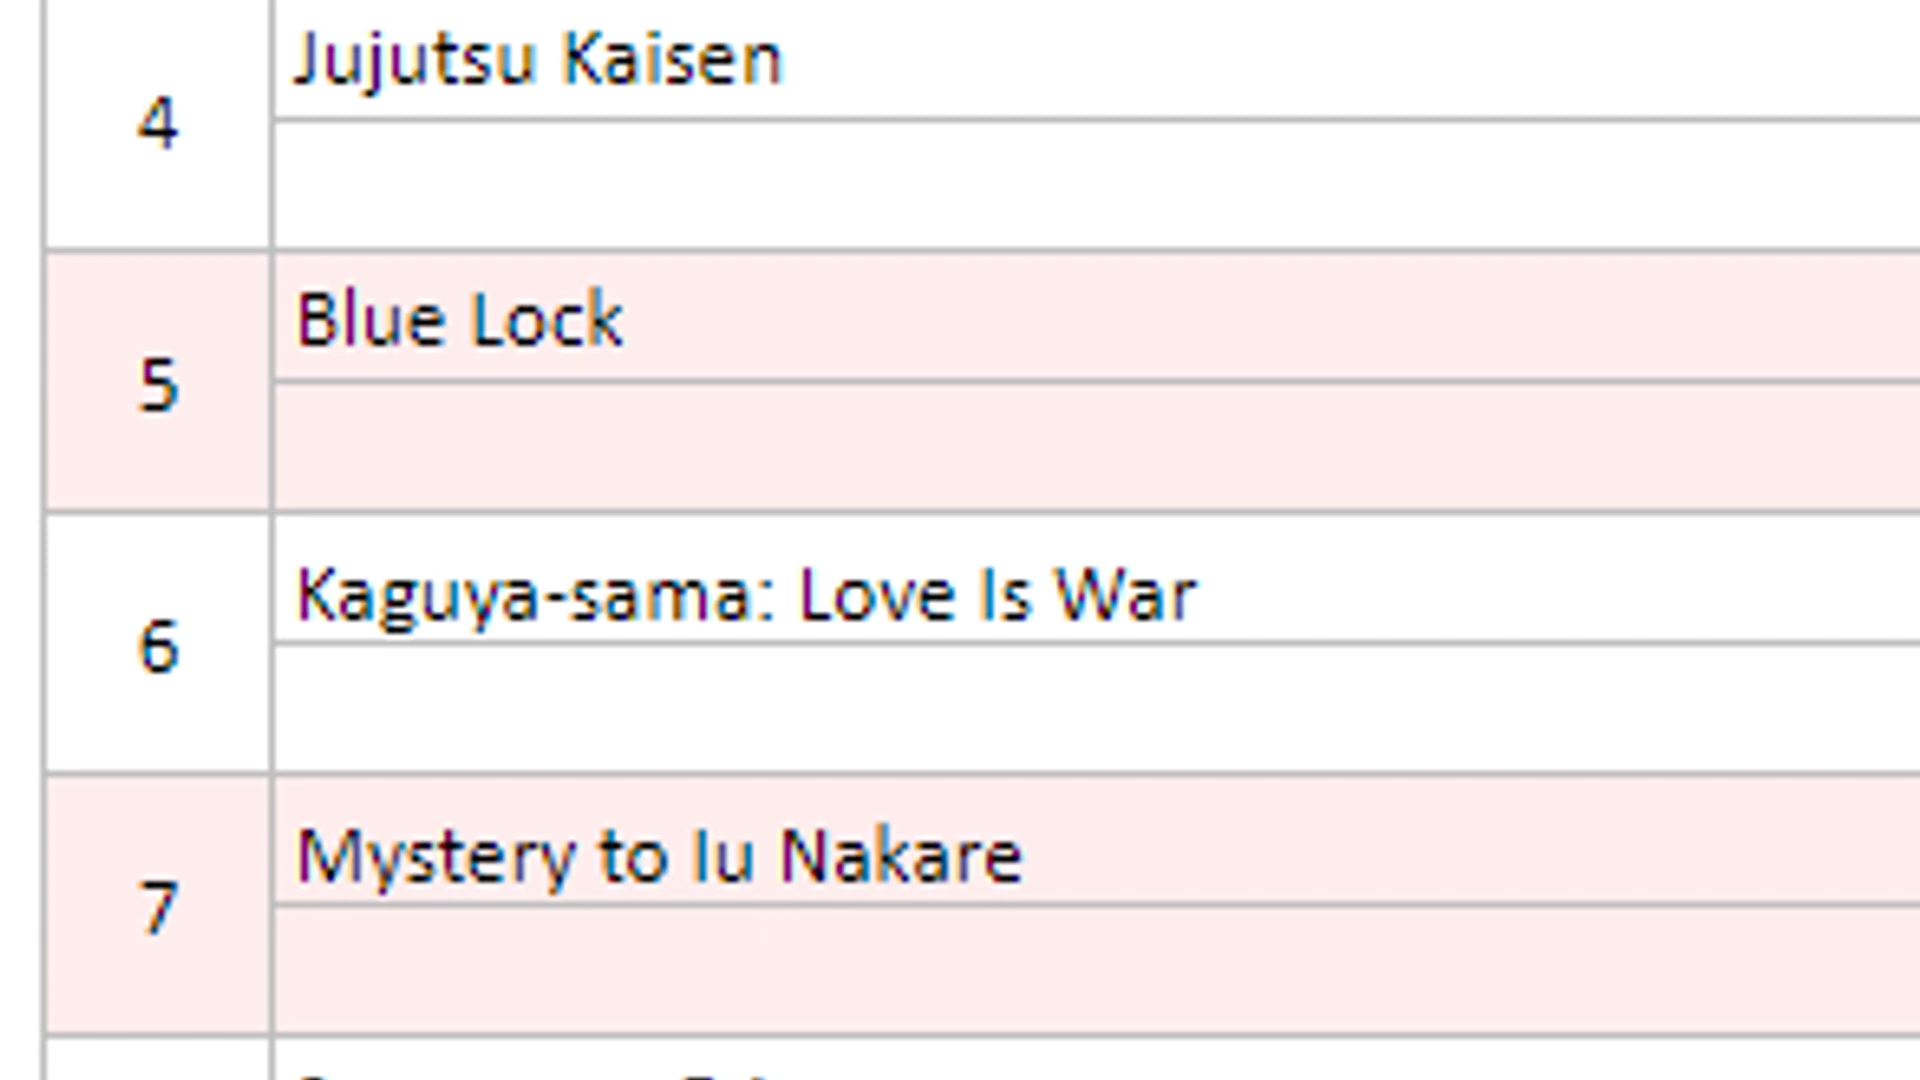 Jujutsu Kaisen
4
Blue Lock
5
Kaguya-sama: Love Is War
6
Mystery to Iu Nakare
7